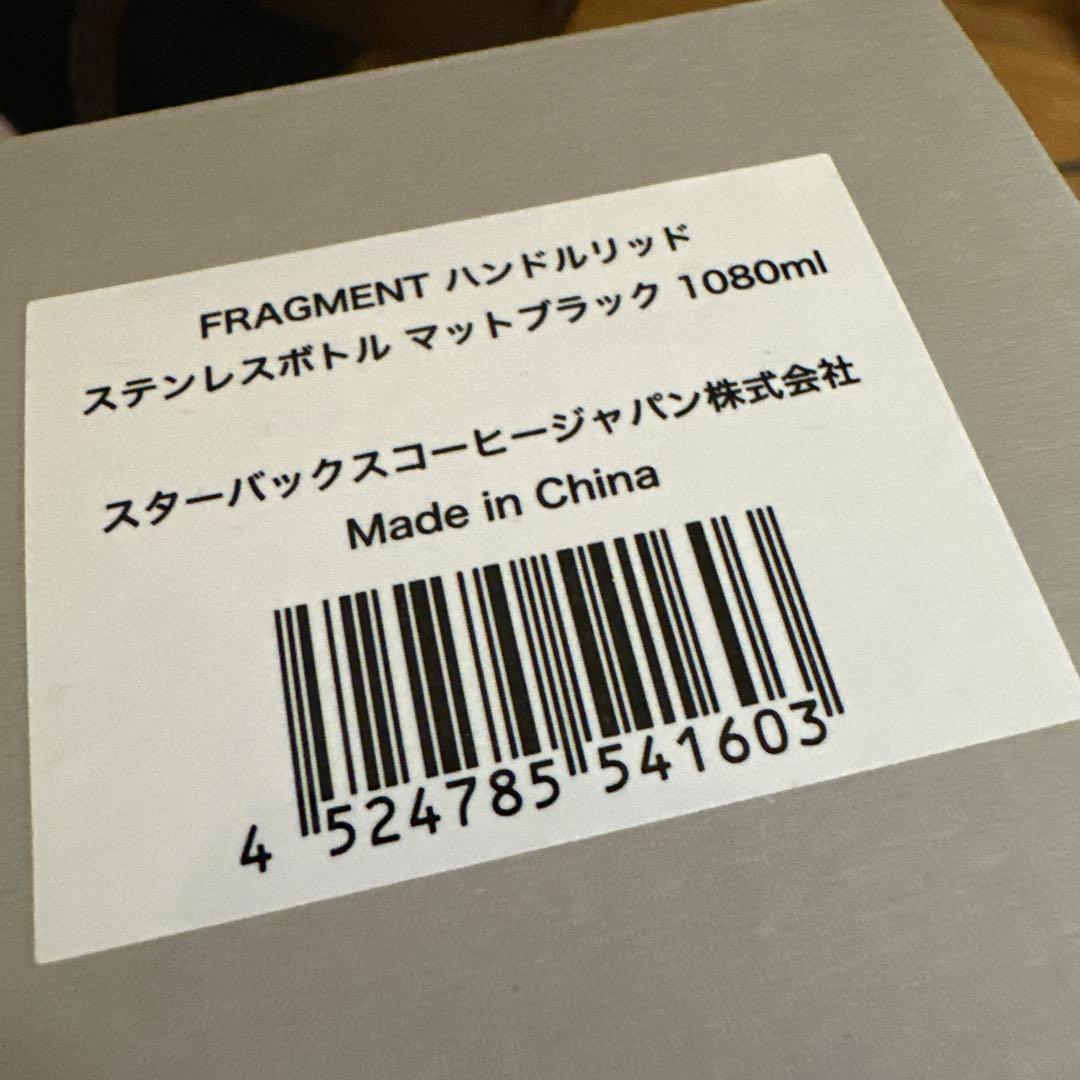 FRAGMENT ハンドルリッド
ステンレスボトル マットブラック 1080ml
スターバックスコーヒージャパン株式会社
Made in China
4 524785 541603